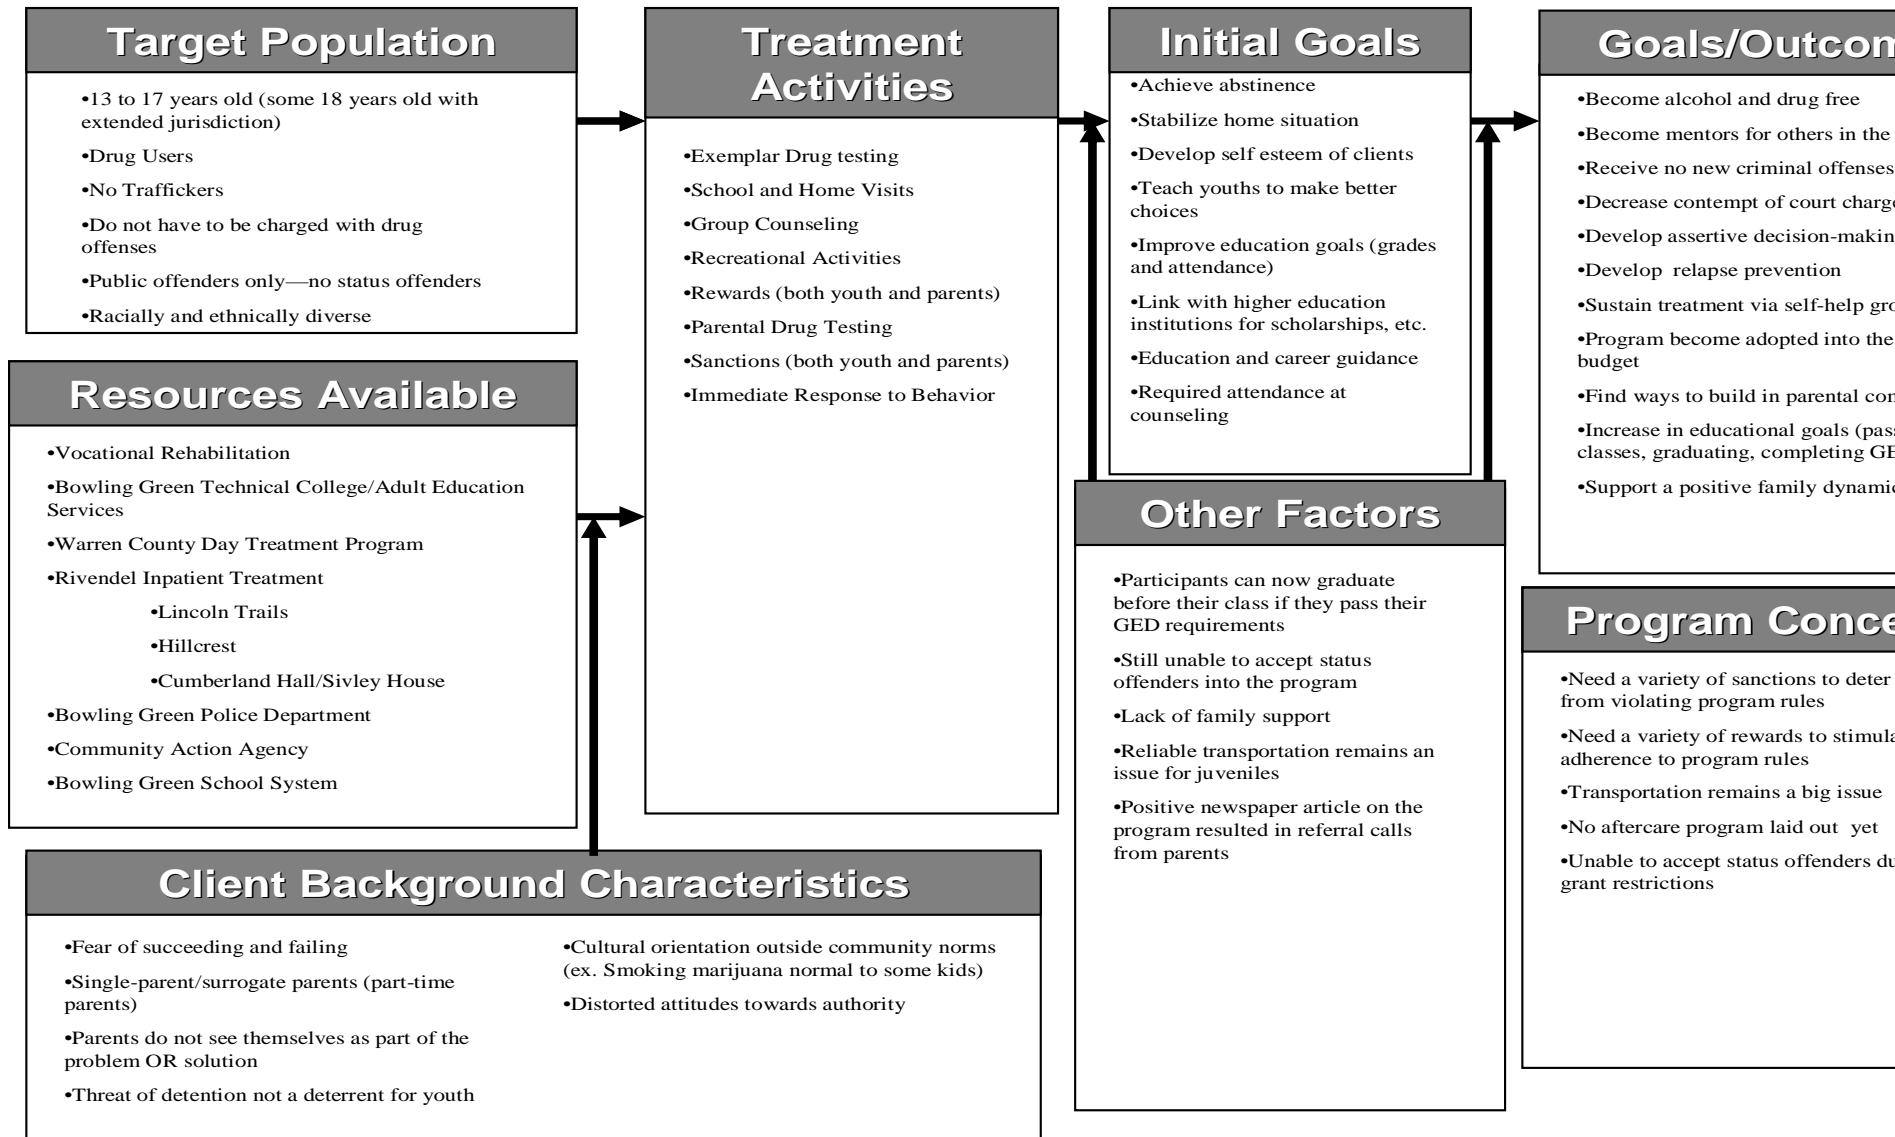 Target Population
•13 to 17 years old (some 18 years old with
extended jurisdiction)
•Drug Users
•No Traffickers
•Do not have to be charged with drug
offenses
•Public offenders only—no status offenders
•Racially and ethnically diverse
Resources Available
•Vocational Rehabilitation
•Bowling Green Technical College/Adult Education
Services
•Warren County Day Treatment Program
•Rivendel Inpatient Treatment
•Lincoln Trails
•Hillcrest
•Cumberland Hall/Sivley House
•Bowling Green Police Department
•Community Action Agency
•Bowling Green School System
Client Background Characteristics
•Fear of succeeding and failing
•Single-parent/surrogate parents (part-time
parents)
•Parents do not see themselves as part of the
problem OR solution
•Threat of detention not a deterrent for youth
•Cultural orientation outside community norms
(ex. Smoking marijuana normal to some kids)
•Distorted attitudes towards authority
Treatment
Activities
•Exemplar Drug testing
•School and Home Visits
•Group Counseling
•Recreational Activities
•Rewards (both youth and parents)
•Parental Drug Testing
•Sanctions (both youth and parents)
•Immediate Response to Behavior
Initial Goals
•Achieve abstinence
•Stabilize home situation
•Develop self esteem of clients
•Teach youths to make better
choices
•Improve education goals (grades
and attendance)
•Link with higher education
institutions for scholarships, etc.
•Education and career guidance
•Required attendance at
counseling
Other Factors
•Participants can now graduate
before their class if they pass their
GED requirements
•Still unable to accept status
offenders into the program
•Lack of family support
•Reliable transportation remains an
issue for juveniles
•Positive newspaper article on the
program resulted in referral calls
from parents
Goals/Outcom
•Become alcohol and drug free
•Become mentors for others in the
•Receive no new criminal offenses
•Decrease contempt of court charg
•Develop assertive decision-makin
•Develop relapse prevention
•Sustain treatment via self-help gro
•Program become adopted into the
budget
•Find ways to build in parental con
•Increase in educational goals (pas
classes, graduating, completing GE
•Support a positive family dynamic
Program Conce
•Need a variety of sanctions to deter
from violating program rules
•Need a variety of rewards to stimula
adherence to program rules
•Transportation remains a big issue
•No aftercare program laid out yet
•Unable to accept status offenders du
grant restrictions